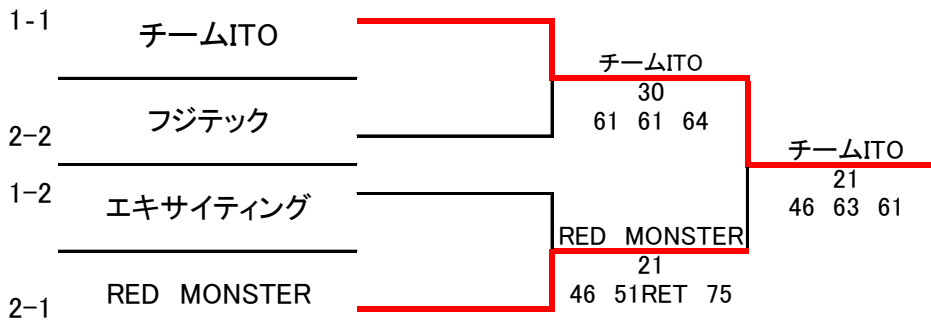 1-1
チームITO
フジテック
2-2
1-2
エキサイティング
RED MONSTER
2-1
チームITO
30
61 61 64
RED MONSTER
21
46 51RET 75
チームITO
21
46 63 61